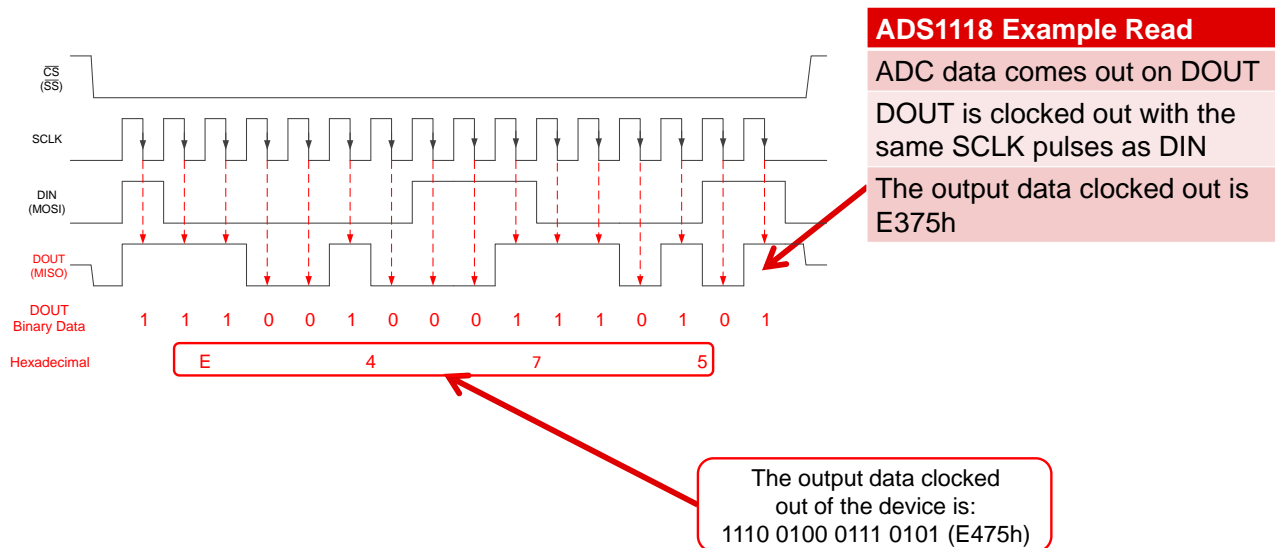 ADS1118 Example Read
ADC data comes out on DOUT
DOUT is clocked out with the
same SCLK pulses as DIN
The output data clocked out is
E375h
CS
(SS)
SCLK
DIN
(MOSI)
DOUT
(MISO)
DOUT
Binary Data
1 1 1 0 0 1 0 0 0 1 1 1 0 1 0 1
Hexadecimal
E 4 7 5
The output data clocked
out of the device is:
1110 0100 0111 0101 (E475h)